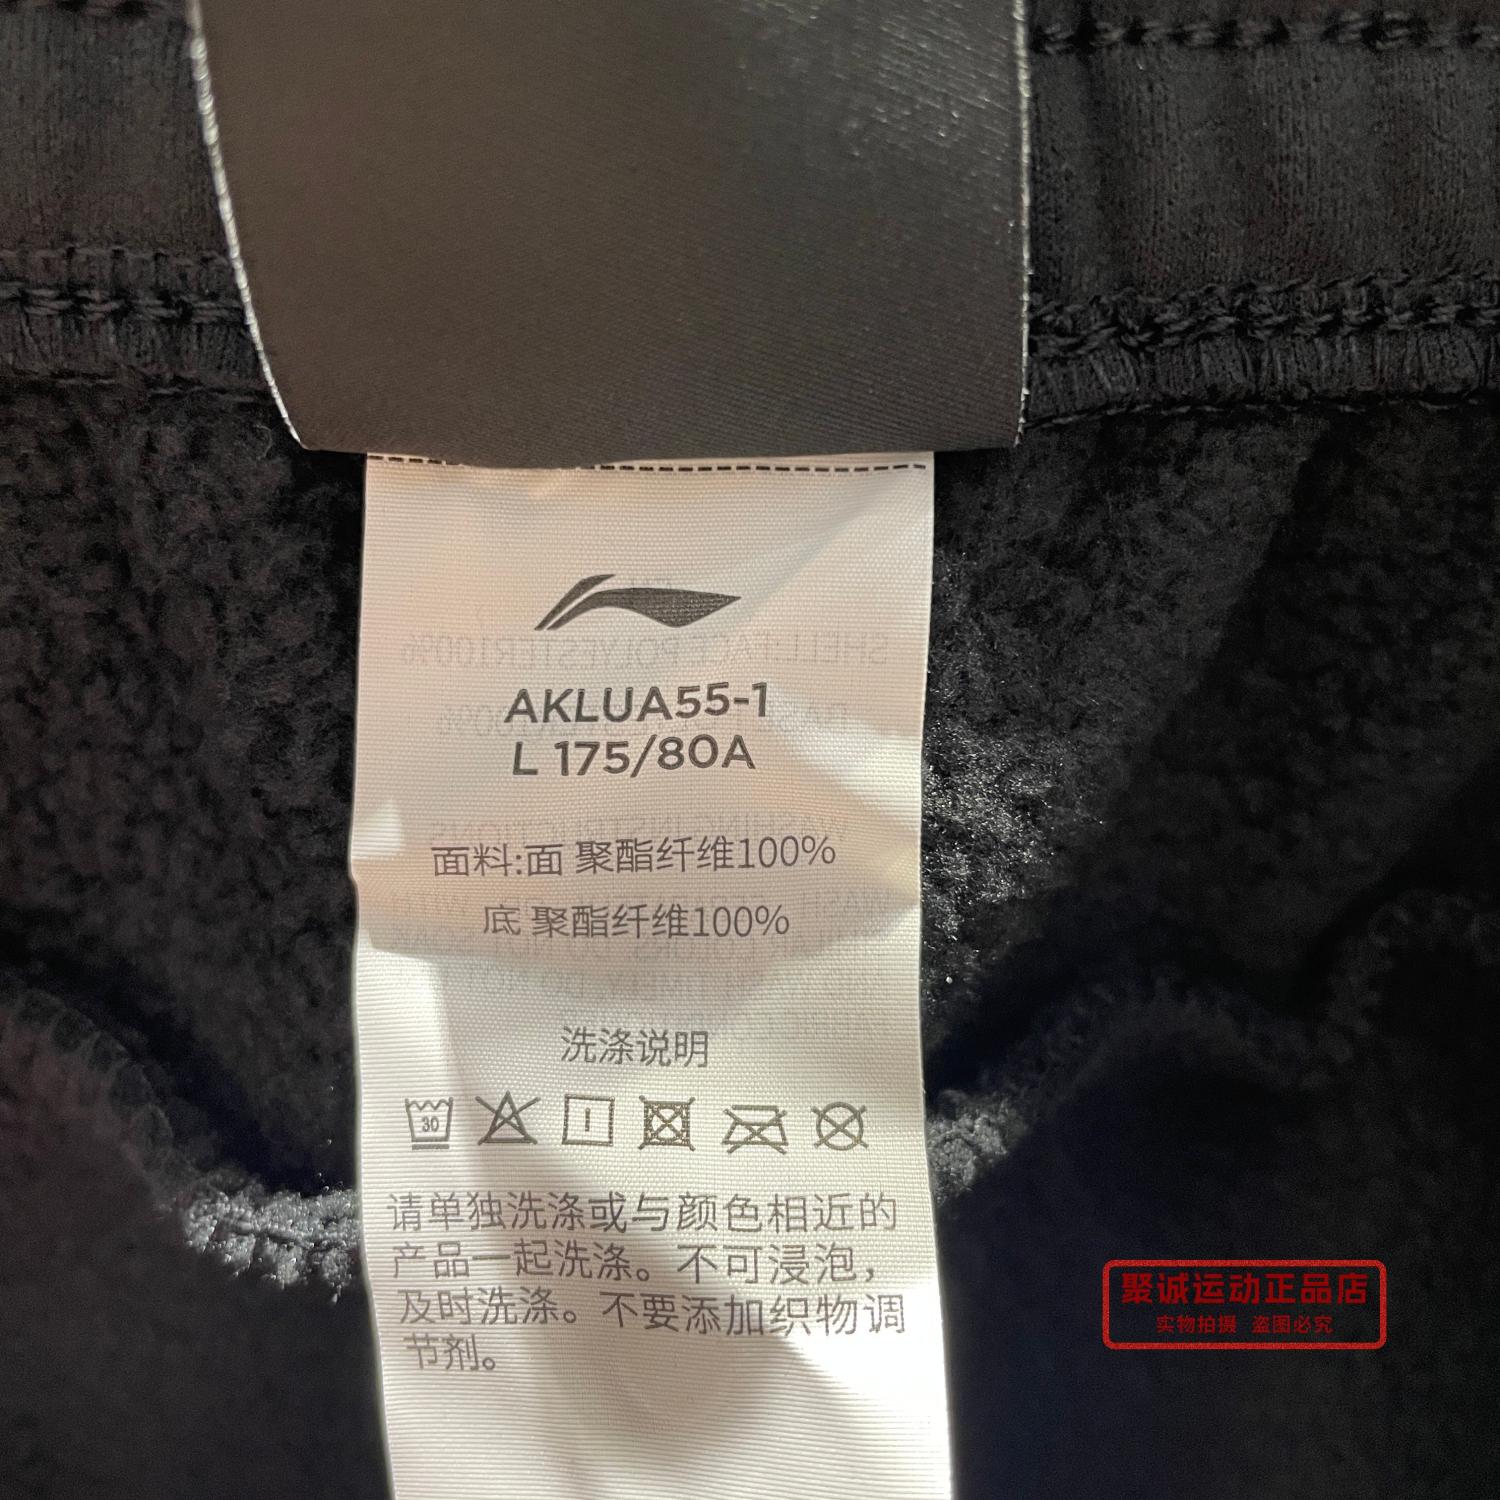 AKLUA55-1
L 175/80A
面料:面 聚酯纤维100%
底 聚酯纤维100%
洗涤说明
30
请单独洗涤或与颜色相近的
产品一起洗涤。不可浸泡，
及时洗涤。不要添加织物调
节剂。
聚诚运动正品店
实物拍摄 盗图必究